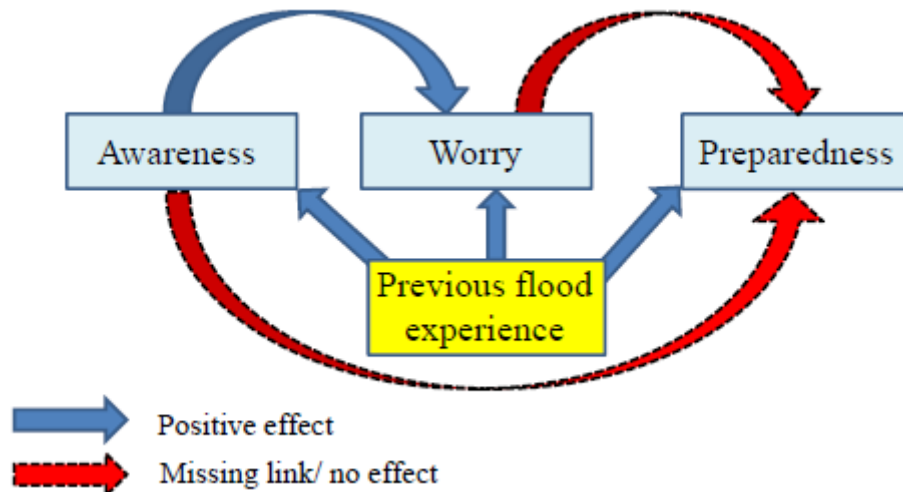 Awareness
Worry
Preparedness
Previous flood
experience
Positive effect
Missing link/ no effect